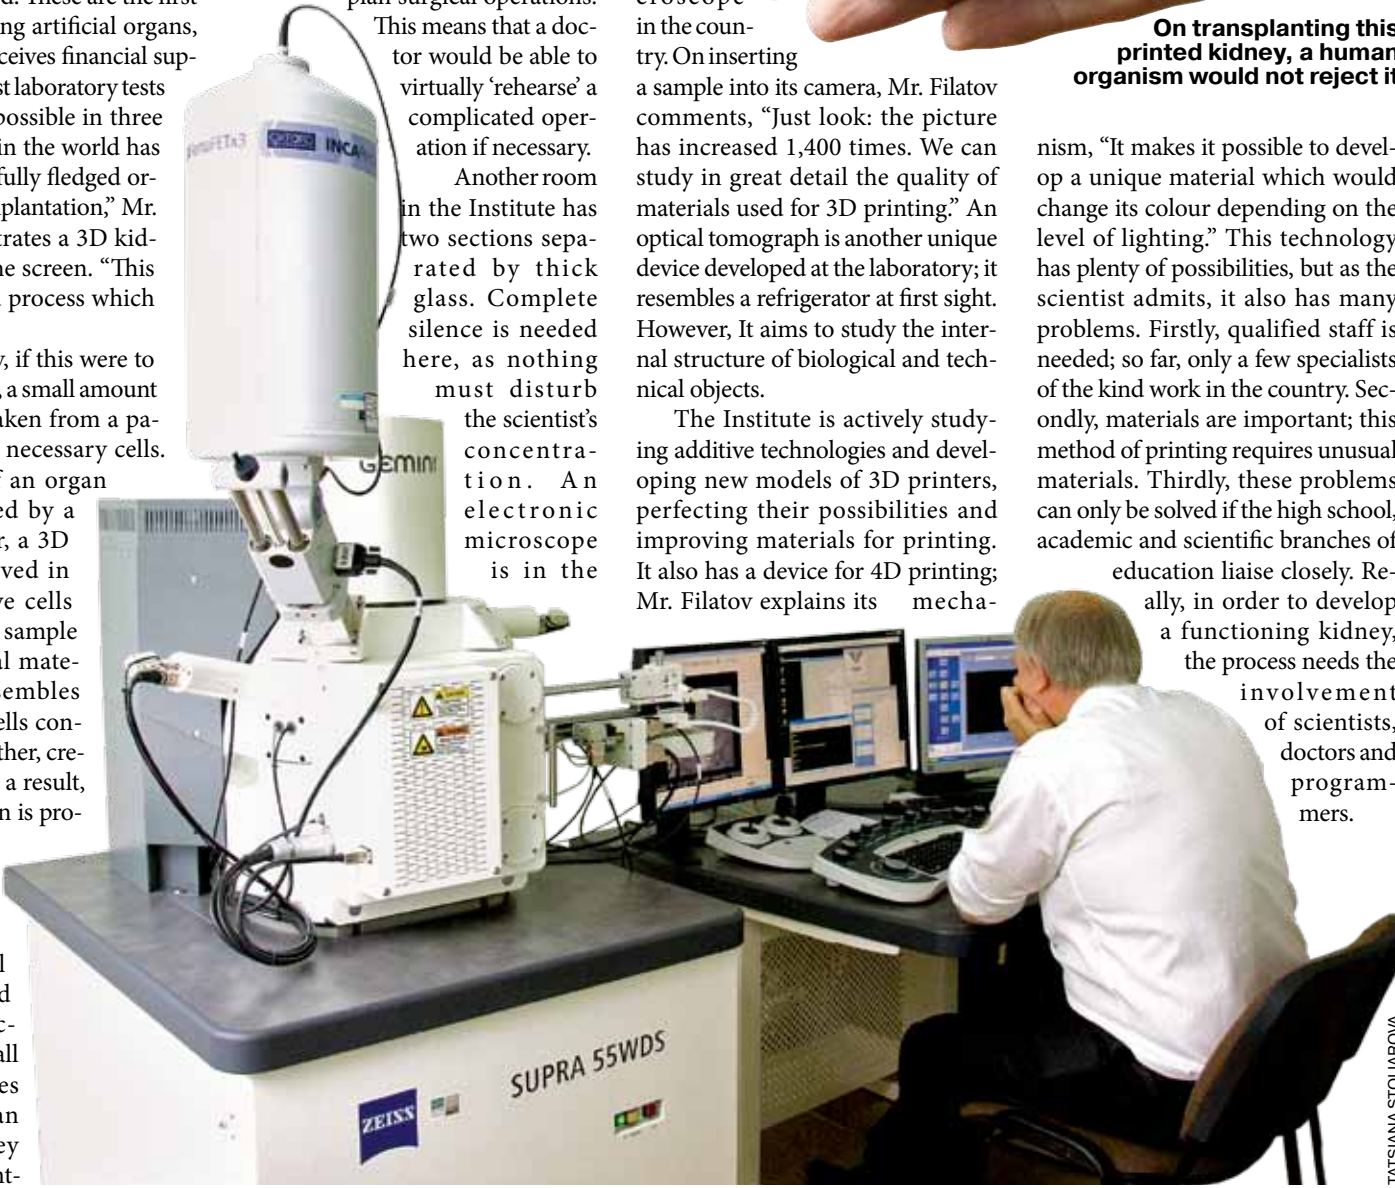 d. These are the first
ng artificial organs,
ceives financial sup-
st laboratory tests
possible in three
in the world has
fully fledged or-
plantation,” Mr.
trates a 3D kid-
ne screen. “This
process which
y, if this were to
, a small amount
aken from a pa-
necessary cells.
f an organ
ed by a
r, a 3D
ved in
ve cells
sample
al mate-
sembles
ells con-
ther, cre-
a result,
n is pro-
l
d
c-
all
es
an
ey
nt-
plan surgical operations.
This means that a doc-
tor would be able to
virtually ‘rehearse’ a
complicated oper-
ation if necessary.
Another room
in the Institute has
two sections sepa-
rated by thick
glass. Complete
silence is needed
here, as nothing
must disturb
the scientist’s
concentra-
tion. An
electronic
microscope
is in the
croscope
in the coun-
try. On inserting
a sample into its camera, Mr. Filatov
comments, “Just look: the picture
has increased 1,400 times. We can
study in great detail the quality of
materials used for 3D printing.” An
optical tomograph is another unique
device developed at the laboratory; it
resembles a refrigerator at first sight.
However, It aims to study the inter-
nal structure of biological and tech-
nical objects.
The Institute is actively study-
ing additive technologies and devel-
oping new models of 3D printers,
perfecting their possibilities and
improving materials for printing.
It also has a device for 4D printing;
Mr. Filatov explains its mecha-
On transplanting this
printed kidney, a human
organism would not reject it
nism, “It makes it possible to devel-
op a unique material which would
change its colour depending on the
level of lighting.” This technology
has plenty of possibilities, but as the
scientist admits, it also has many
problems. Firstly, qualified staff is
needed; so far, only a few specialists
of the kind work in the country. Sec-
ondly, materials are important; this
method of printing requires unusual
materials. Thirdly, these problems
can only be solved if the high school,
academic and scientific branches of
education liaise closely. Re-
ally, in order to develop
a functioning kidney,
the process needs the
involvement
of scientists,
doctors and
program-
mers.
INCA
GEMINI
SUPRA 55WDS
ZEISS
TATSIANA STOLIAROVA